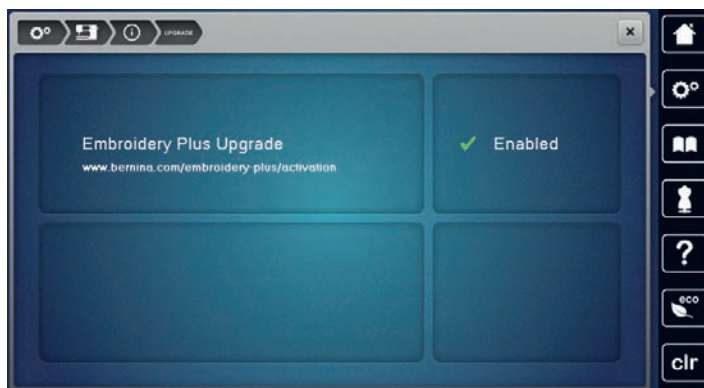 UPGRADE
Embroidery Plus Upgrade
www.bernina.com/embroidery-plus/activation
Enabled
?
eco
clr